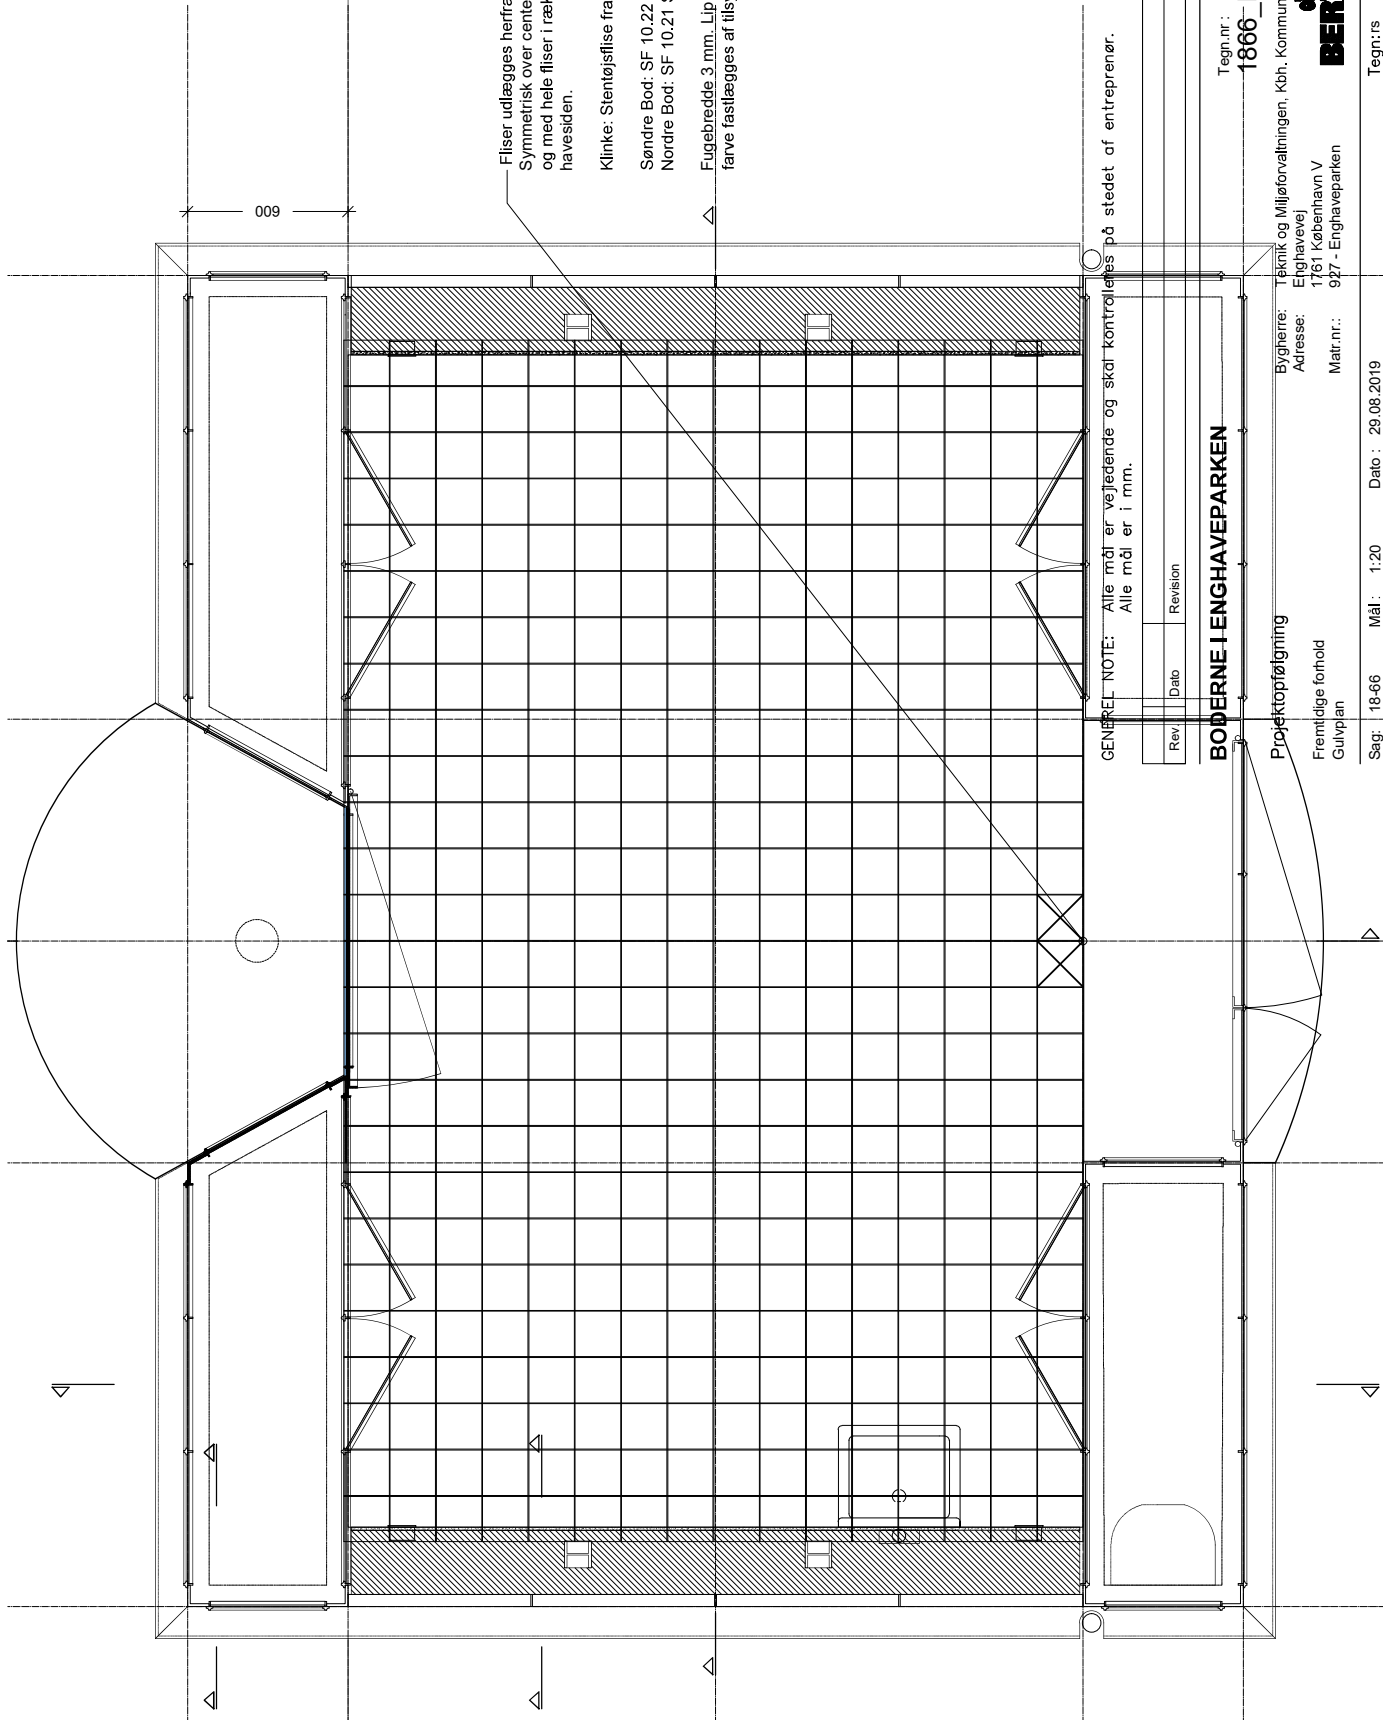 Fliser udlægges herfra
Symmetrisk over cente
og med hele fliser i ræk
havesiden.
Klinke: Stentøjsflise fra
Søndre Bod: SF 10.22
Nordre Bod: SF 10.21 S
Fugebredde 3 mm. Lip
farve fastlægges af tilsy
600
GENEREL NOTE: Alle mål er vejledende og skal kontrolleres på stedet af entreprenør.
Alle mål er i mm.
Rev. Dato Revision
BODERNE I ENGHAVEPARKEN
Tegn.nr :
1866_
Projektopfølgning
Fremtidige forhold
Gulvplan
Bygherre: Teknik og Miljøforvaltningen, Kbh. Kommun
Adresse: Enghavevej
1761 København V
Matr.nr.: 927 - Enghaveparken
BER
Sag: 18-66 Mål : 1:20 Dato : 29.08.2019 Tegn:rs